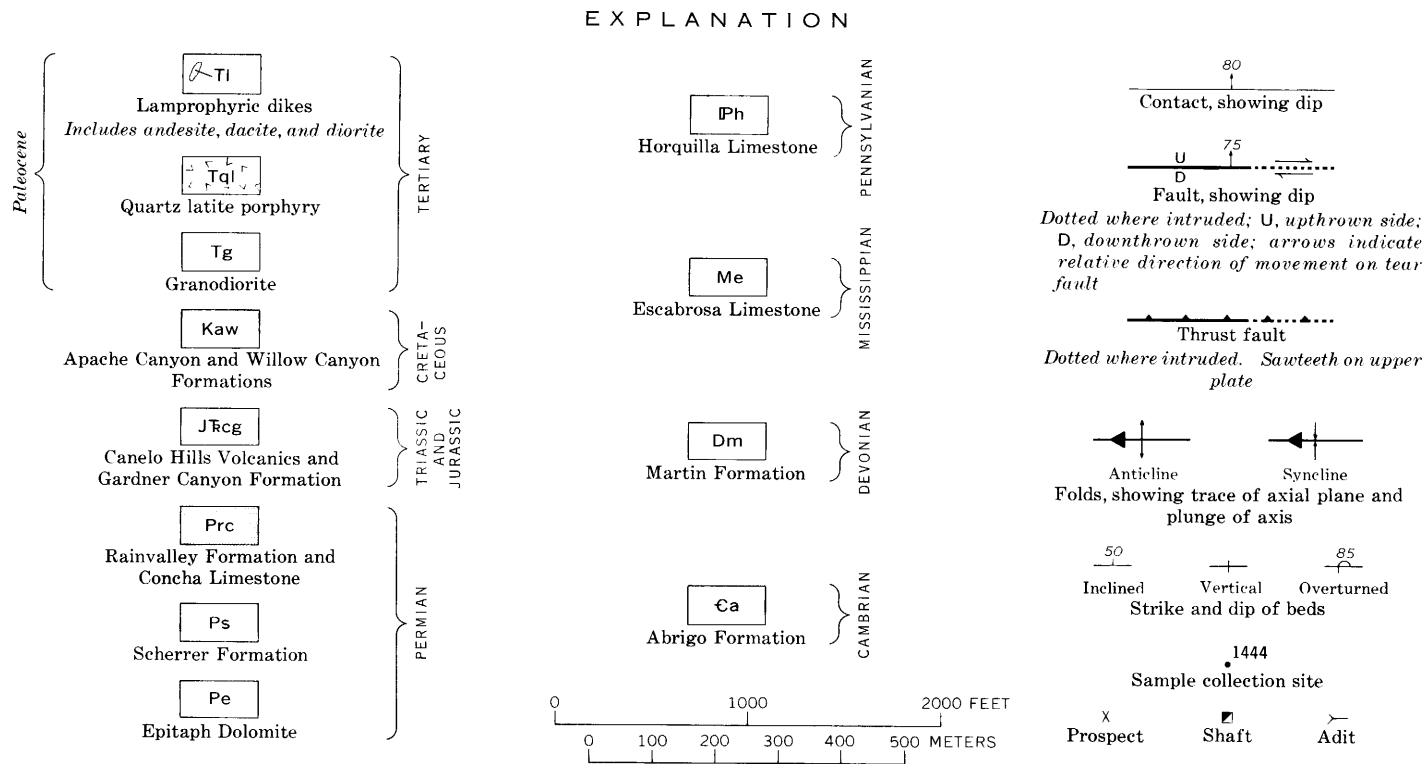 EXPLANATION
Paleocene
Tl
Lamprophyric dikes
Includes andesite, dacite, and diorite
Tql
Quartz latite porphyry
Tg
Granodiorite
TERTIARY
Kaw
Apache Canyon and Willow Canyon
Formations
CRETA-
CEOUS
JTRcg
Canelo Hills Volcanics and
Gardner Canyon Formation
TRIASSIC
AND
JURASSIC
Prc
Rainvalley Formation and
Concha Limestone
Ps
Scherrer Formation
Pe
Epitaph Dolomite
PERMIAN
ℙh
Horquilla Limestone
PENNSYLVANIAN
Me
Escabrosa Limestone
MISSISSIPPIAN
Dm
Martin Formation
DEVONIAN
Ꞓa
Abrigo Formation
CAMBRIAN
0 1000 2000 FEET
0 100 200 300 400 500 METERS
80
Contact, showing dip
U 75
D
Fault, showing dip
Dotted where intruded; U, upthrown side;
D, downthrown side; arrows indicate
relative direction of movement on tear
fault
Thrust fault
Dotted where intruded. Sawteeth on upper
plate
Anticline Syncline
Folds, showing trace of axial plane and
plunge of axis
50 85
Inclined Vertical Overturned
Strike and dip of beds
1444
Sample collection site
Prospect Shaft Adit